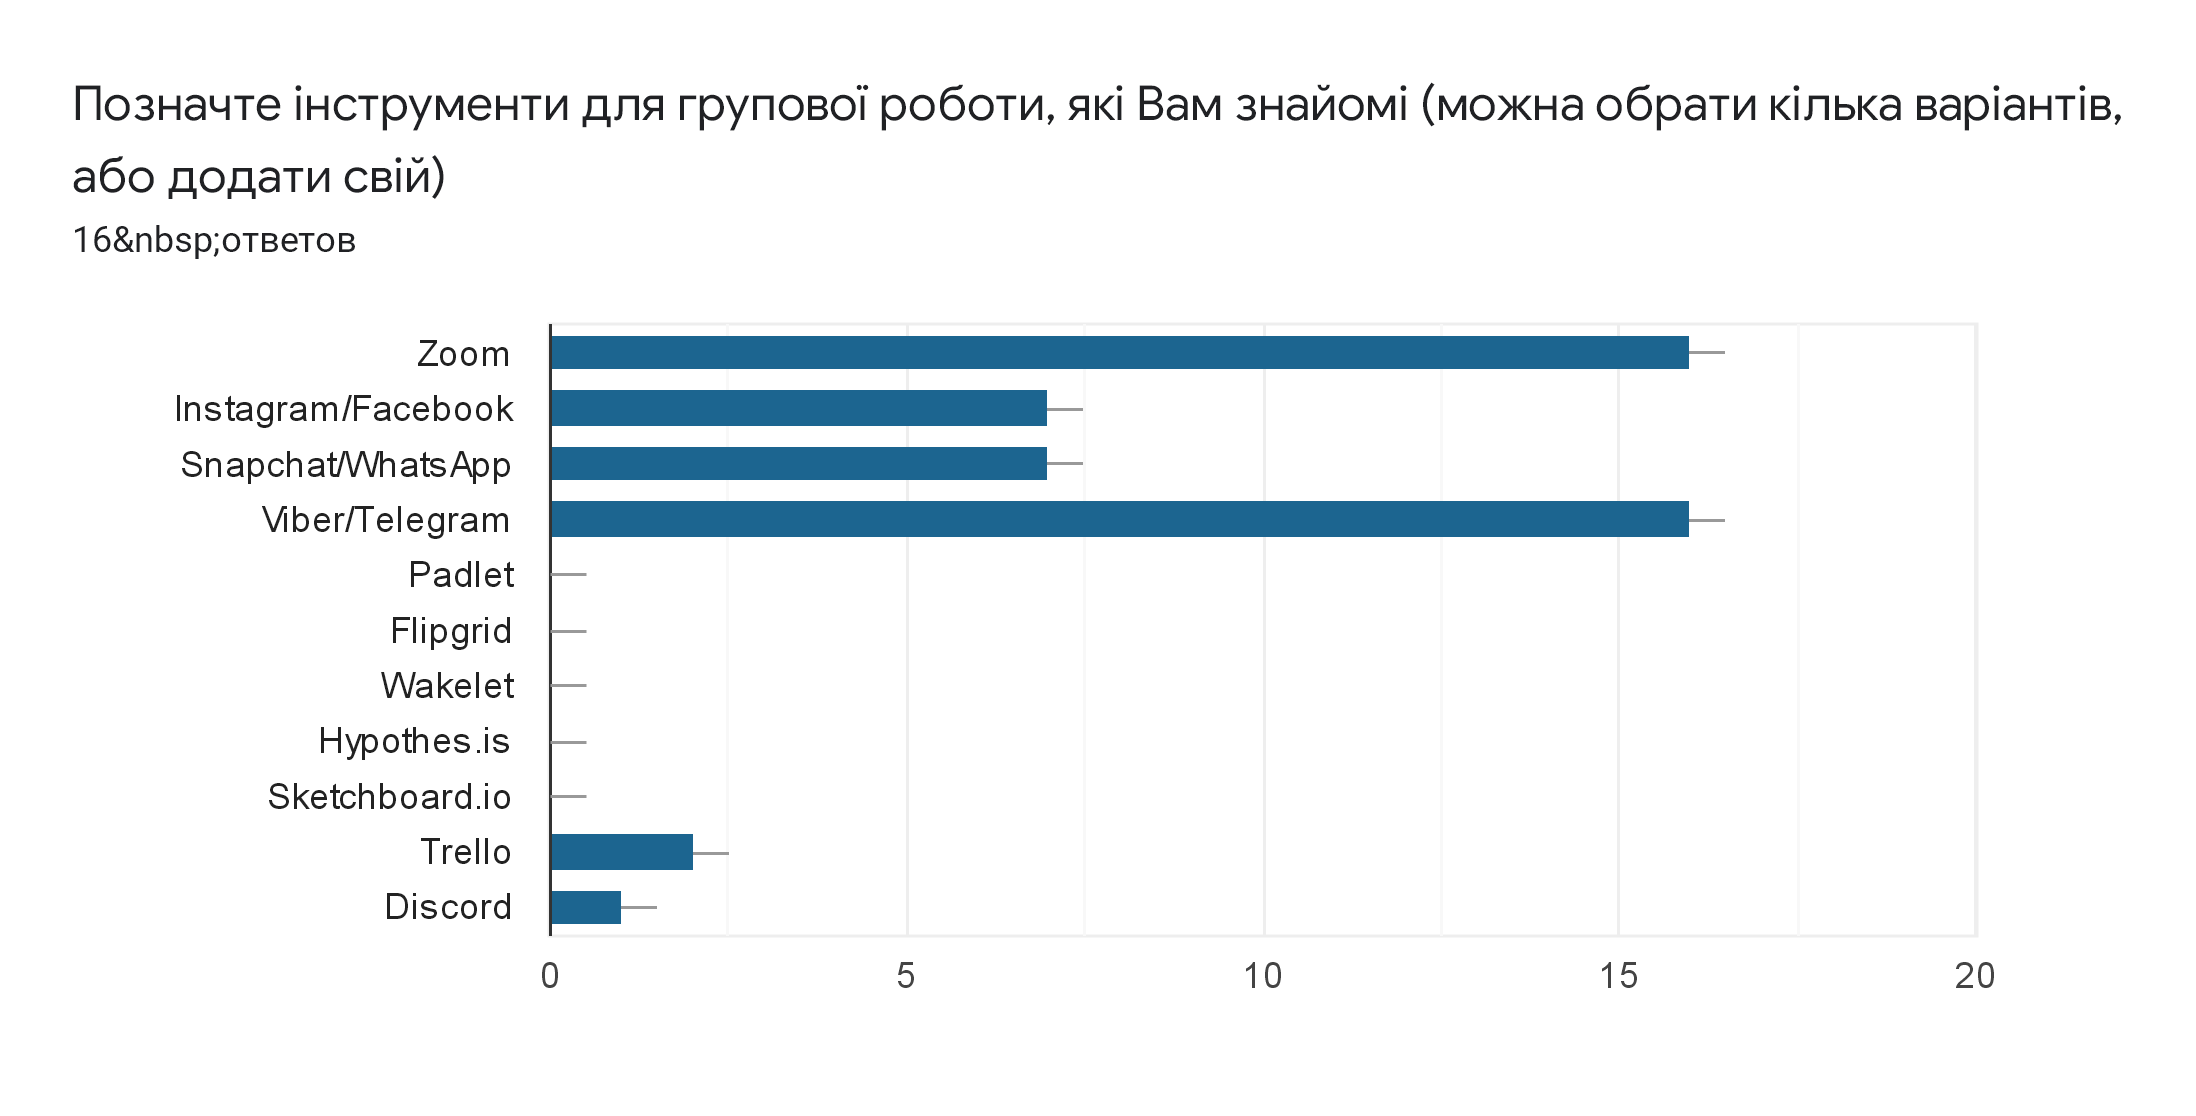 Позначте інструменти для групової роботи, які Вам знайомі (можна обрати кілька варіантів,
або додати свій)
16&nbsp;ответов
Zoom
Instagram/Facebook
Snapchat/WhatsApp
Viber/Telegram
Padlet
Flipgrid
Wakelet
Hypothes.is
Sketchboard.io
Trello
Discord
0 5 10 15 20